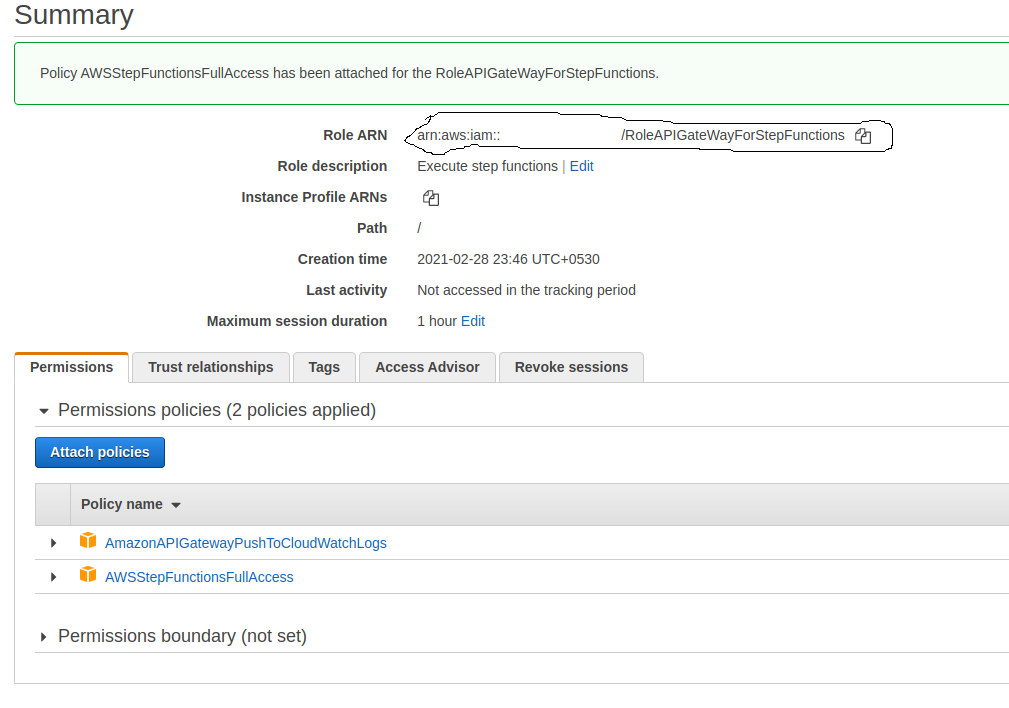 Summary
Policy AWSStepFunctionsFullAccess has been attached for the RoleAPIGateWayForStepFunctions.
Role ARN arn:aws:iam:: /RoleAPIGateWayForStepFunctions
Role description Execute step functions | Edit
Instance Profile ARNs
Path /
Creation time 2021-02-28 23:46 UTC+0530
Last activity Not accessed in the tracking period
Maximum session duration 1 hour Edit
Permissions Trust relationships Tags Access Advisor Revoke sessions
Permissions policies (2 policies applied)
Attach policies
Policy name
AmazonAPIGatewayPushToCloudWatchLogs
AWSStepFunctionsFullAccess
Permissions boundary (not set)